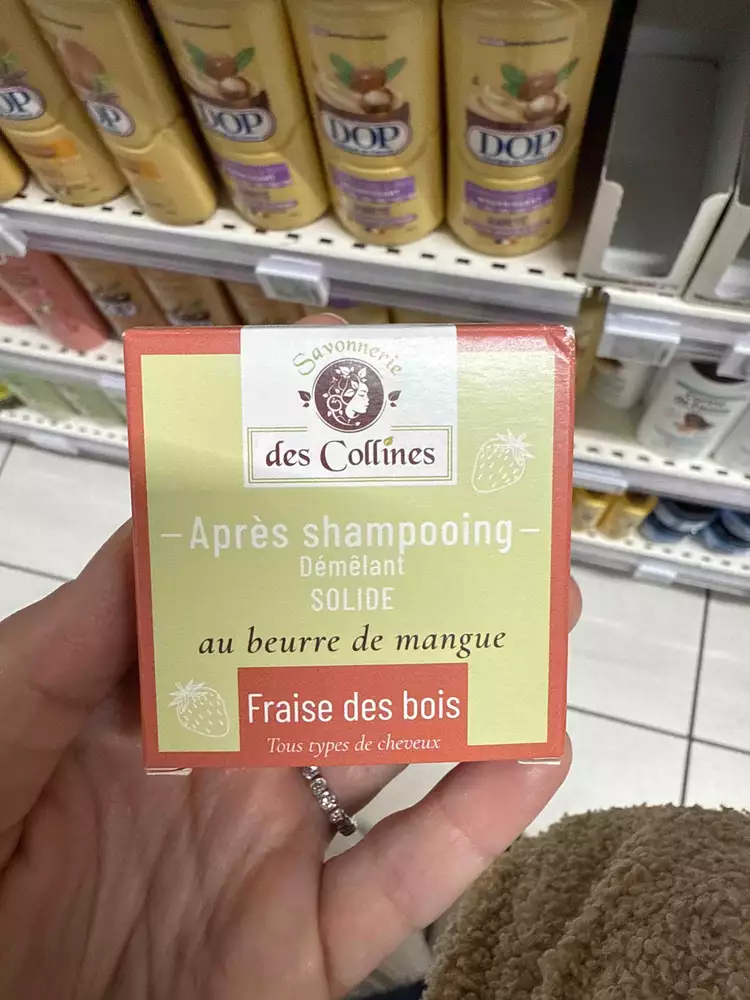 DOP
DOP
DOP
Savonnerie
des Collines
Après shampooing
Démêlant
SOLIDE
au beurre de mangue
Fraise des bois
Tous types de cheveux